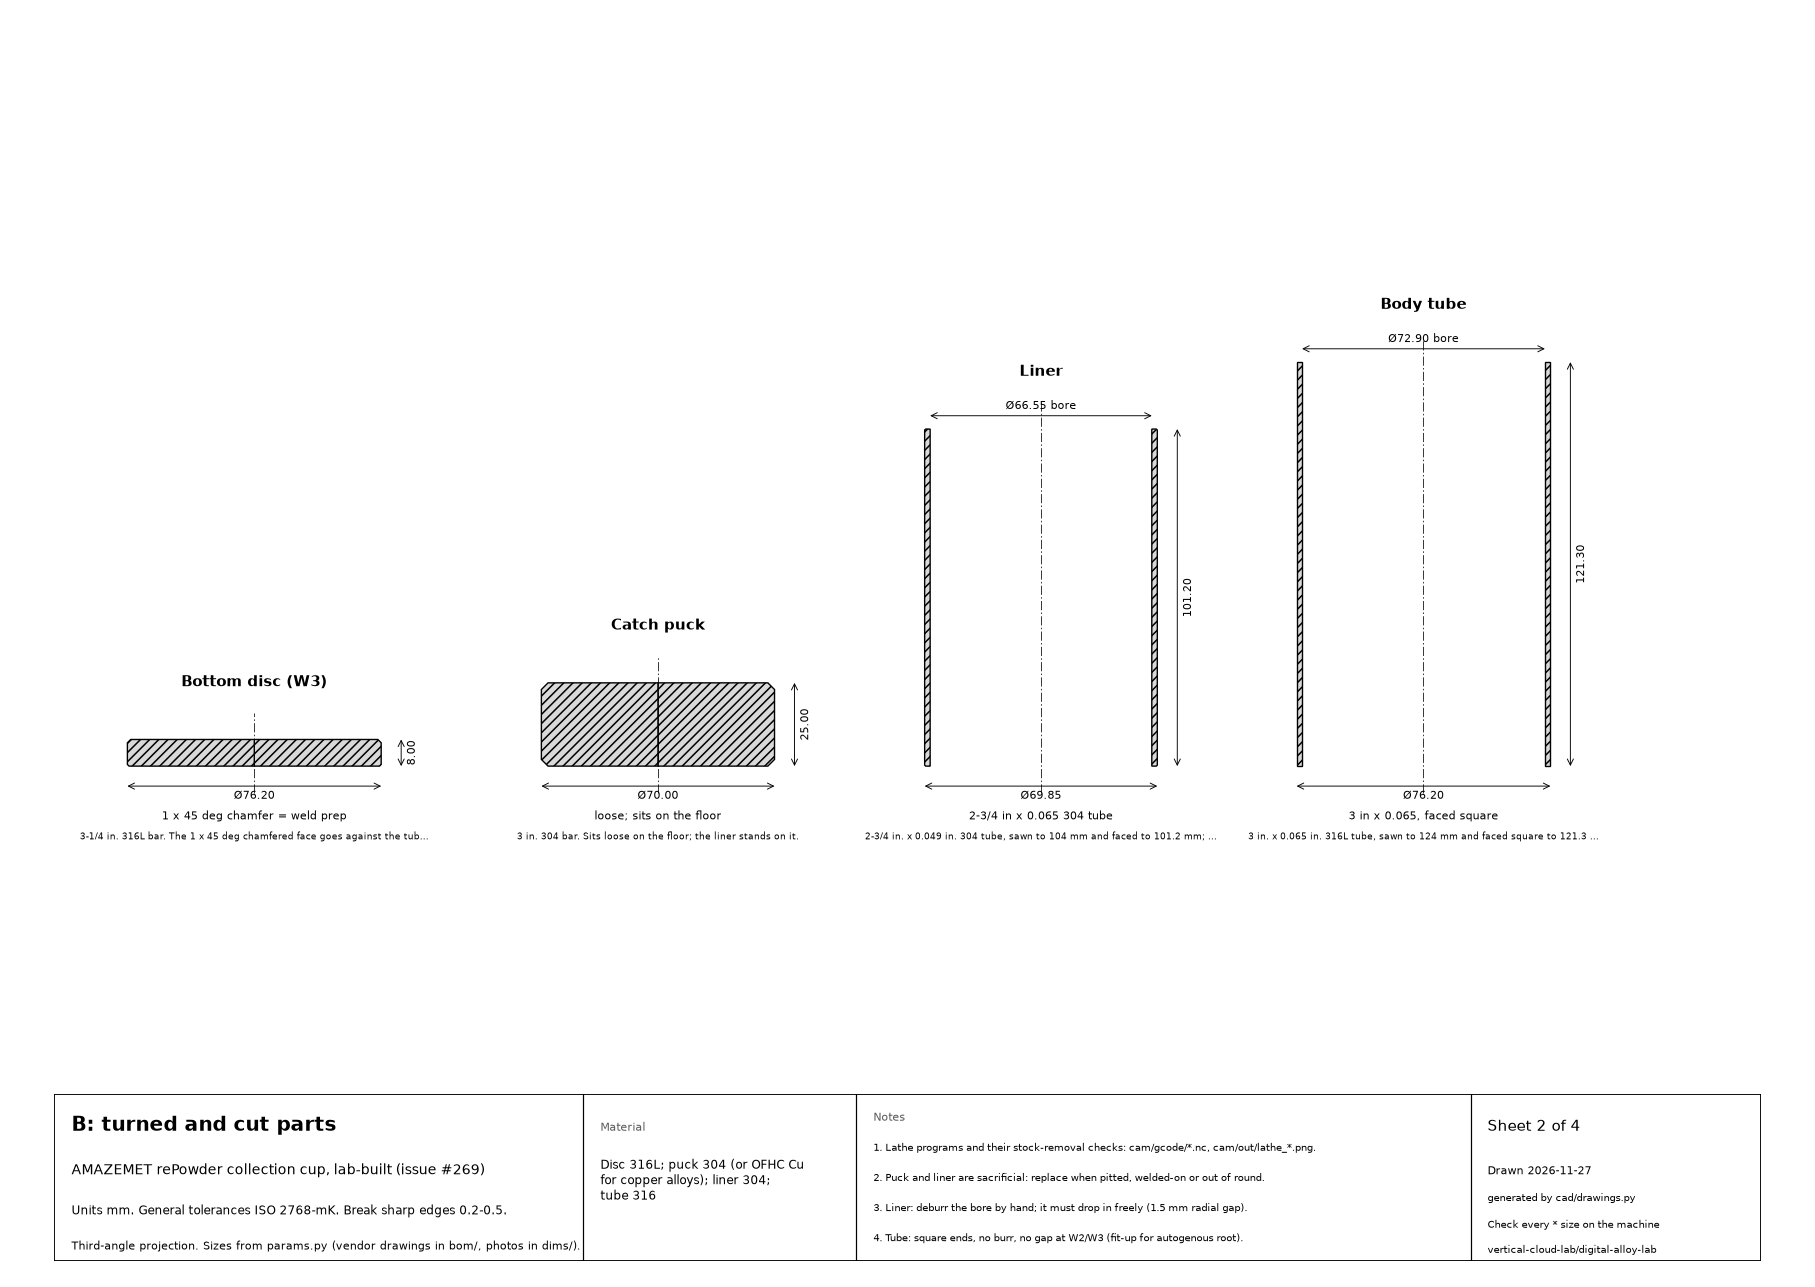 Body tube
Ø72.90 bore
Liner
Ø66.55 bore
121.30
101.20
Catch puck
25.00
Bottom disc (W3)
8.00
Ø76.20
Ø70.00
Ø69.85
Ø76.20
1 x 45 deg chamfer = weld prep
loose; sits on the floor
2-3/4 in x 0.065 304 tube
3 in x 0.065, faced square
3-1/4 in. 316L bar. The 1 x 45 deg chamfered face goes against the tub...
3 in. 304 bar. Sits loose on the floor; the liner stands on it.
2-3/4 in. x 0.049 in. 304 tube, sawn to 104 mm and faced to 101.2 mm; ...
3 in. x 0.065 in. 316L tube, sawn to 124 mm and faced square to 121.3 ...
B: turned and cut parts
AMAZEMET rePowder collection cup, lab-built (issue #269)
Units mm. General tolerances ISO 2768-mK. Break sharp edges 0.2-0.5.
Third-angle projection. Sizes from params.py (vendor drawings in bom/, photos in dims/).
Material
Disc 316L; puck 304 (or OFHC Cu
for copper alloys); liner 304;
tube 316
Notes
1. Lathe programs and their stock-removal checks: cam/gcode/*.nc, cam/out/lathe_*.png.
2. Puck and liner are sacrificial: replace when pitted, welded-on or out of round.
3. Liner: deburr the bore by hand; it must drop in freely (1.5 mm radial gap).
4. Tube: square ends, no burr, no gap at W2/W3 (fit-up for autogenous root).
Sheet 2 of 4
Drawn 2026-11-27
generated by cad/drawings.py
Check every * size on the machine
vertical-cloud-lab/digital-alloy-lab